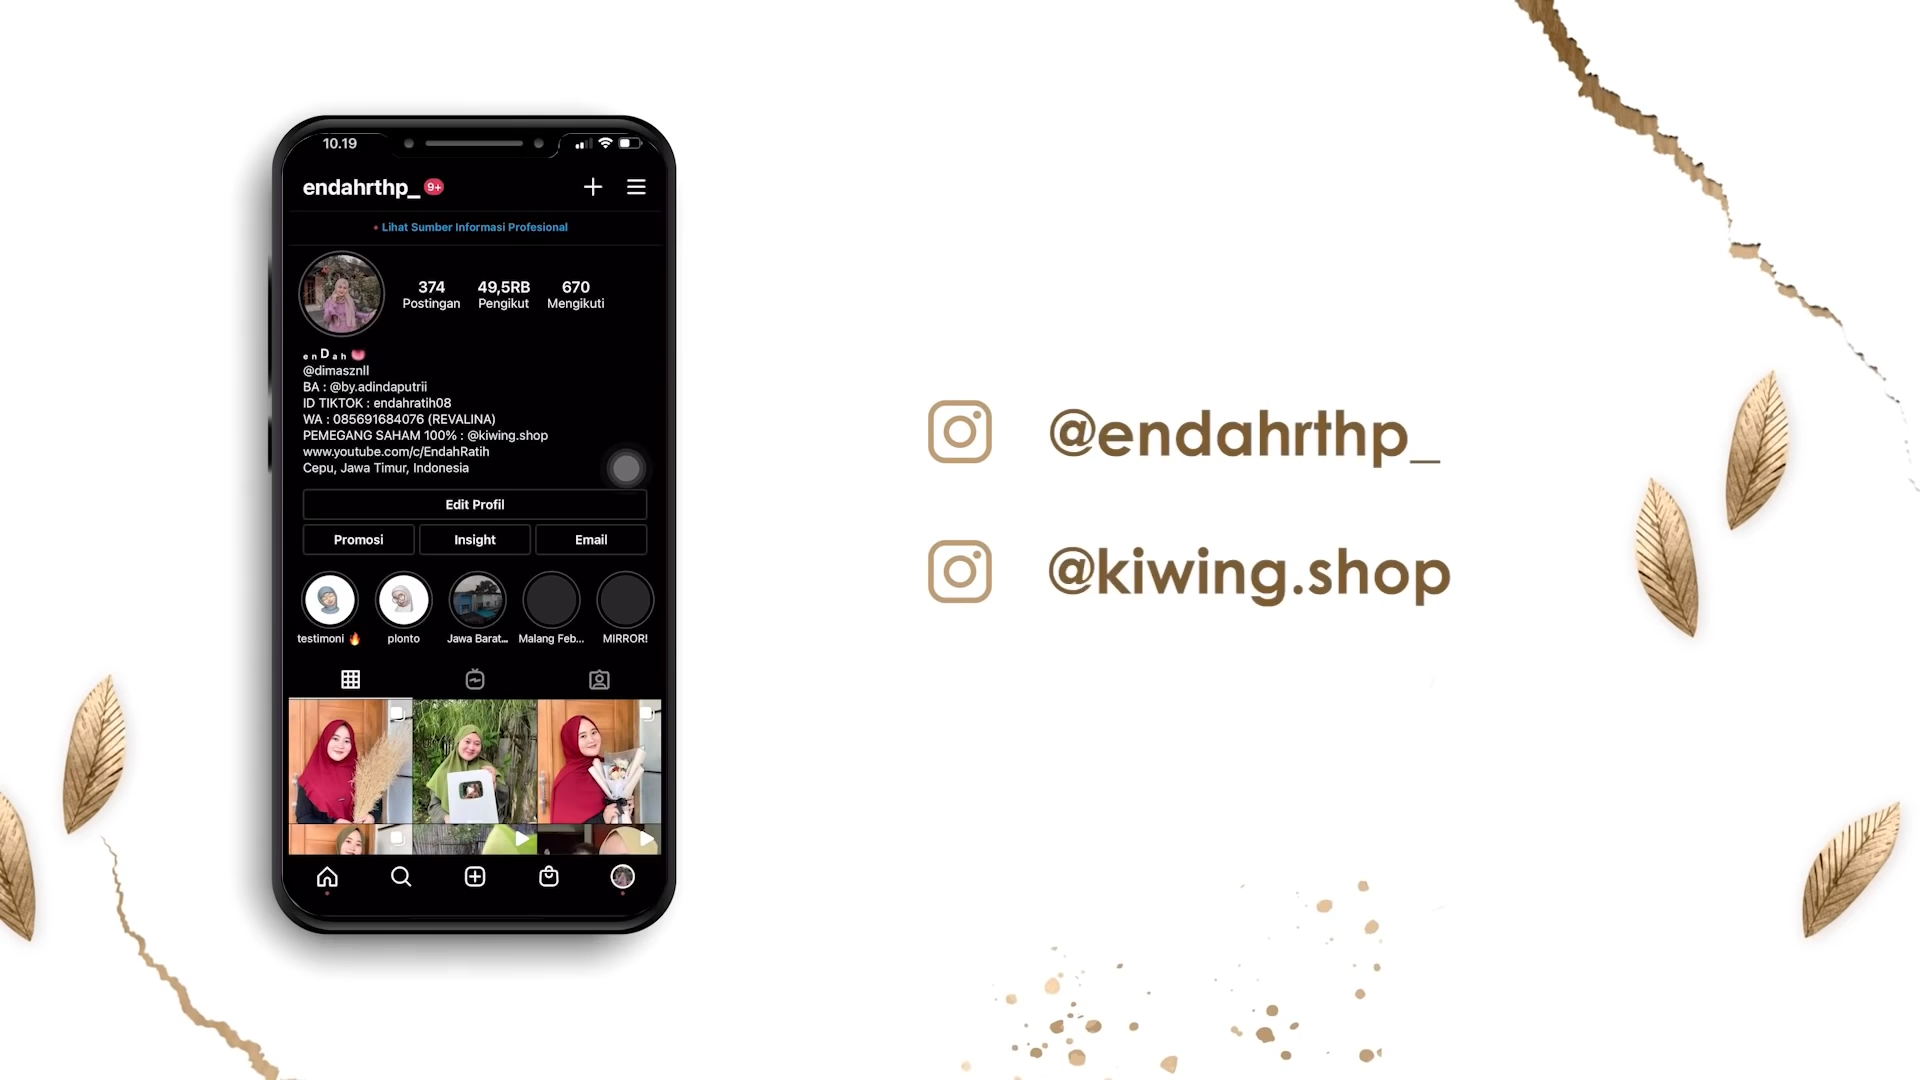 10.19
endahrthp_ 9+
Lihat Sumber Informasi Profesional
374 49,5RB 670
Postingan Pengikut Mengikuti
enDah
@dimasznll
BA : @by.adindaputrii
ID TIKTOK : endahratih08
WA : 085691684076 (REVALINA)
PEMEGANG SAHAM 100% : @kiwing.shop
www.youtube.com/c/EndahRatih
Cepu, Jawa Timur, Indonesia
Edit Profil
Promosi Insight Email
testimoni 🔥 plonto Jawa Barat... Malang Feb... MIRROR!
@endahrthp_
@kiwing.shop